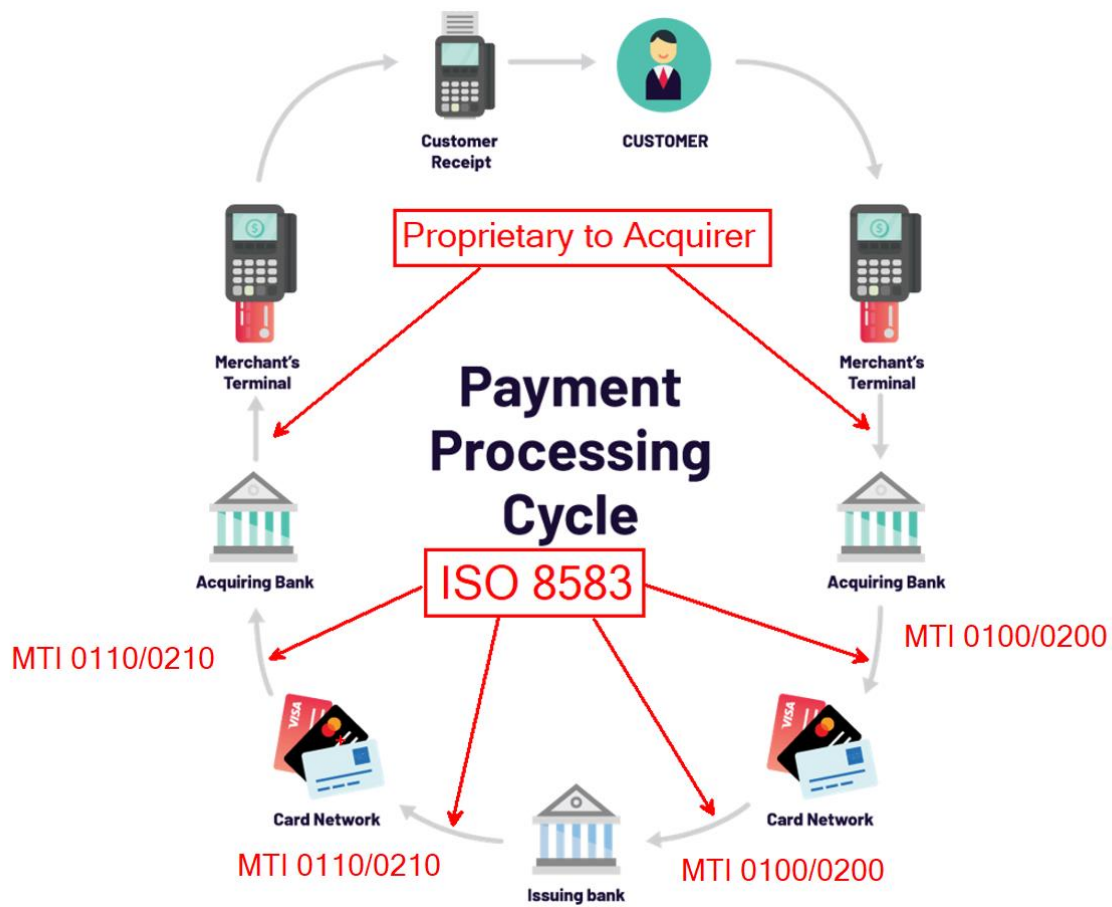 Customer
Receipt
CUSTOMER
Proprietary to Acquirer
Merchant's
Terminal
Merchant's
Terminal
Payment
Processing
Cycle
Acquiring Bank
ISO 8583
Acquiring Bank
MTI 0110/0210
MTI 0100/0200
VISA
VISA
Card Network
Card Network
MTI 0110/0210
MTI 0100/0200
Issuing bank